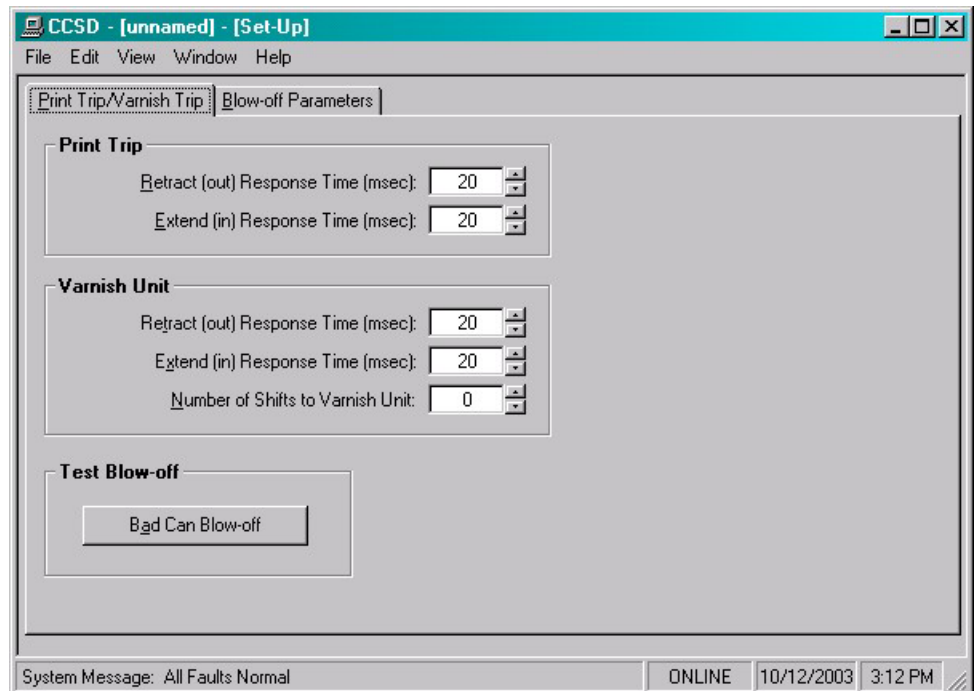 CCSD - [unnamed] - [Set-Up]
File Edit View Window Help
Print Trip/Varnish Trip Blow-off Parameters
Print Trip
Retract (out) Response Time (msec): 20
Extend (in) Response Time (msec): 20
Varnish Unit
Retract (out) Response Time (msec): 20
Extend (in) Response Time (msec): 20
Number of Shifts to Varnish Unit: 0
Test Blow-off
Bad Can Blow-off
System Message: All Faults Normal ONLINE 10/12/2003 3:12 PM